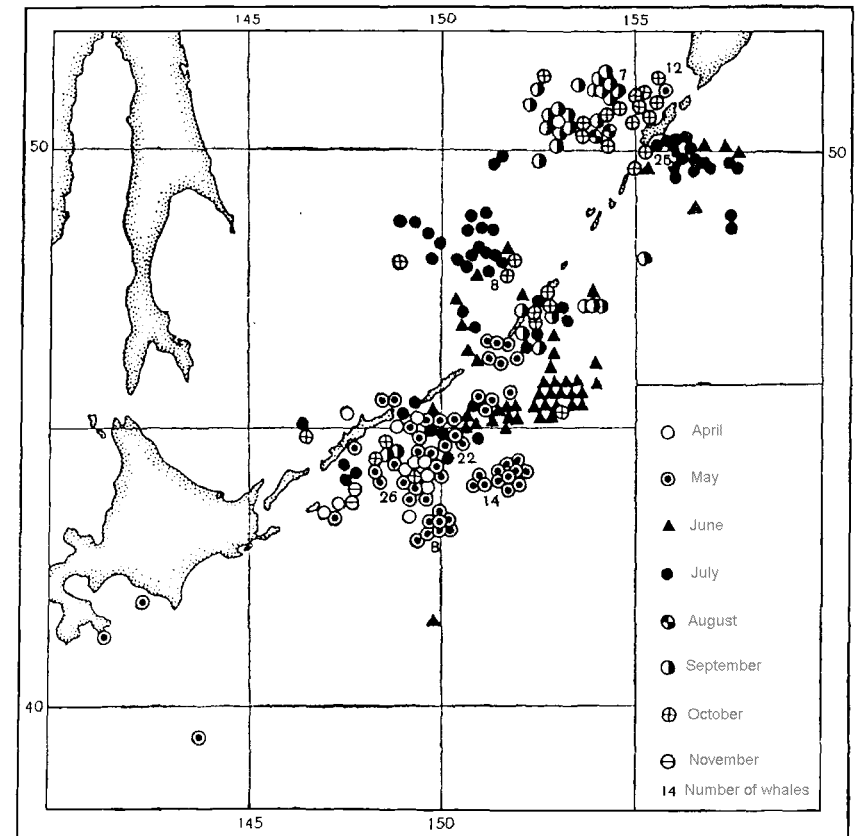 145 150 155
7 12
50 25 50
8
April
22 May
26 14
8 June
July
August
September
40 October
November
14 Number of whales
145 150